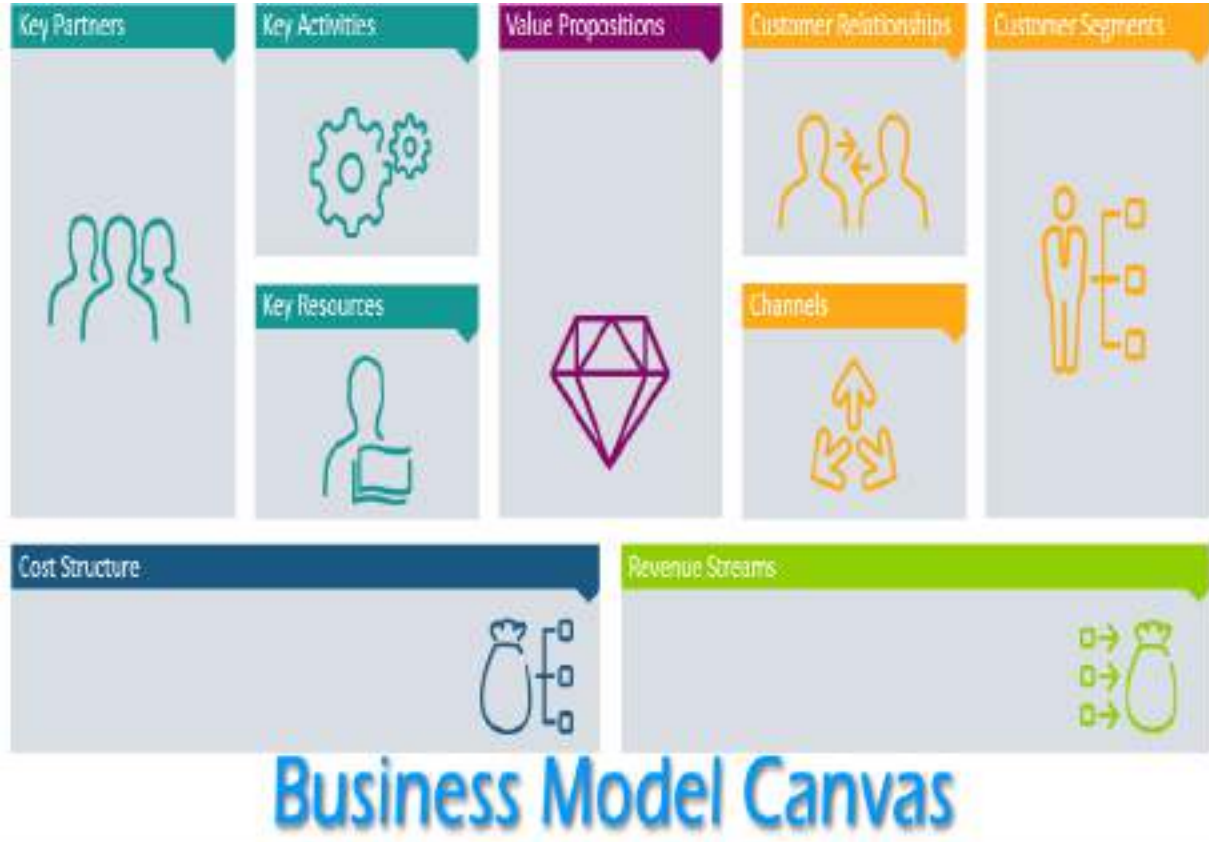 Key Partners
Key Activities
Value Propositions
Customer Relationships
Customer Segments
Key Resources
Channels
Cost Structure
Revenue Streams
Business Model Canvas